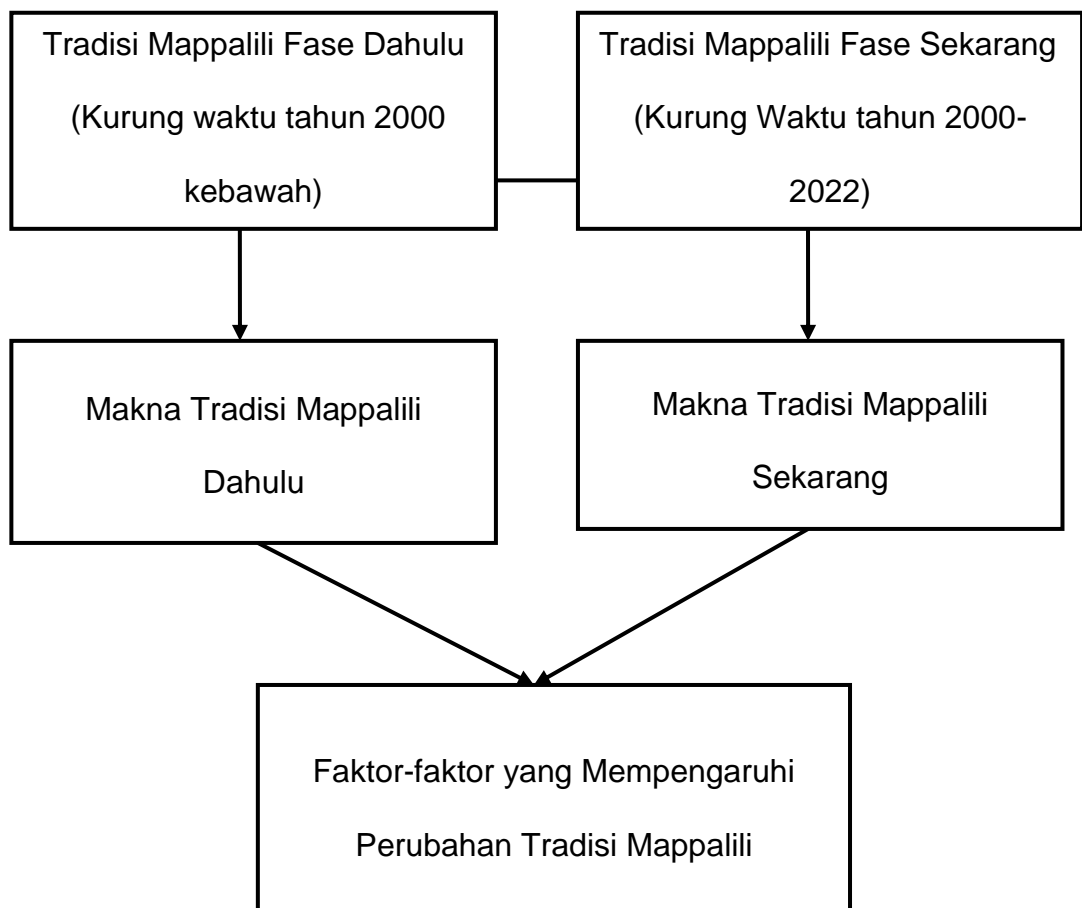 Tradisi Mappalili Fase Dahulu
(Kurung waktu tahun 2000
kebawah)
Tradisi Mappalili Fase Sekarang
(Kurung Waktu tahun 2000-
2022)
Makna Tradisi Mappalili
Dahulu
Makna Tradisi Mappalili
Sekarang
Faktor-faktor yang Mempengaruhi
Perubahan Tradisi Mappalili